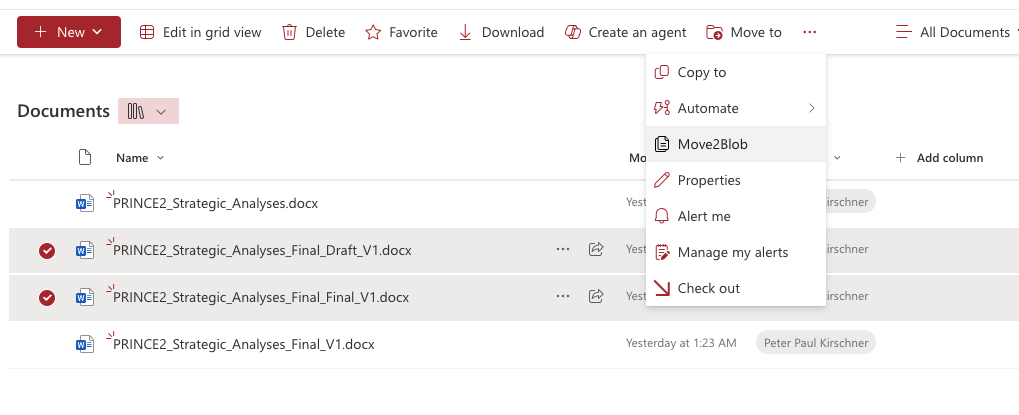 New
Edit in grid view
Delete
Favorite
Download
Create an agent
Move to
All Documents
Copy to
Automate
Move2Blob
Properties
Alert me
Manage my alerts
Check out
Documents
Name
Mo
Add column
PRINCE2_Strategic_Analyses.docx
Yest
irschner
PRINCE2_Strategic_Analyses_Final_Draft_V1.docx
Yest
irschner
PRINCE2_Strategic_Analyses_Final_Final_V1.docx
Yest
irschner
PRINCE2_Strategic_Analyses_Final_V1.docx
Yesterday at 1:23 AM
Peter Paul Kirschner